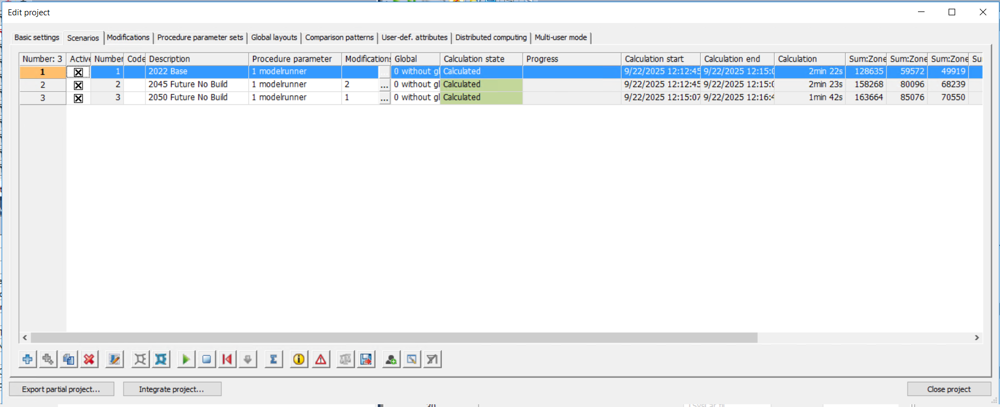 Edit project
Basic settings Scenarios Modifications Procedure parameter sets Global layouts Comparison patterns User-def. attributes Distributed computing Multi-user mode
Number: 3 Active Number Code Description Procedure parameter Modifications Global Calculation state Progress Calculation start Calculation end Calculation Sum:Zone Sum:Zone Sum:Zone Su
1 1 2022 Base 1 modelrunner ... 0 without gl Calculated 9/22/2025 12:12:45 9/22/2025 12:15:0 2min 22s 128635 59572 49919
2 2 2045 Future No Build 1 modelrunner 2 ... 0 without gl Calculated 9/22/2025 12:12:45 9/22/2025 12:15:0 2min 23s 158268 80096 68239
3 3 2050 Future No Build 1 modelrunner 1 ... 0 without gl Calculated 9/22/2025 12:15:07 9/22/2025 12:16:4 1min 42s 163664 85076 70550
Export partial project... Integrate project... Close project